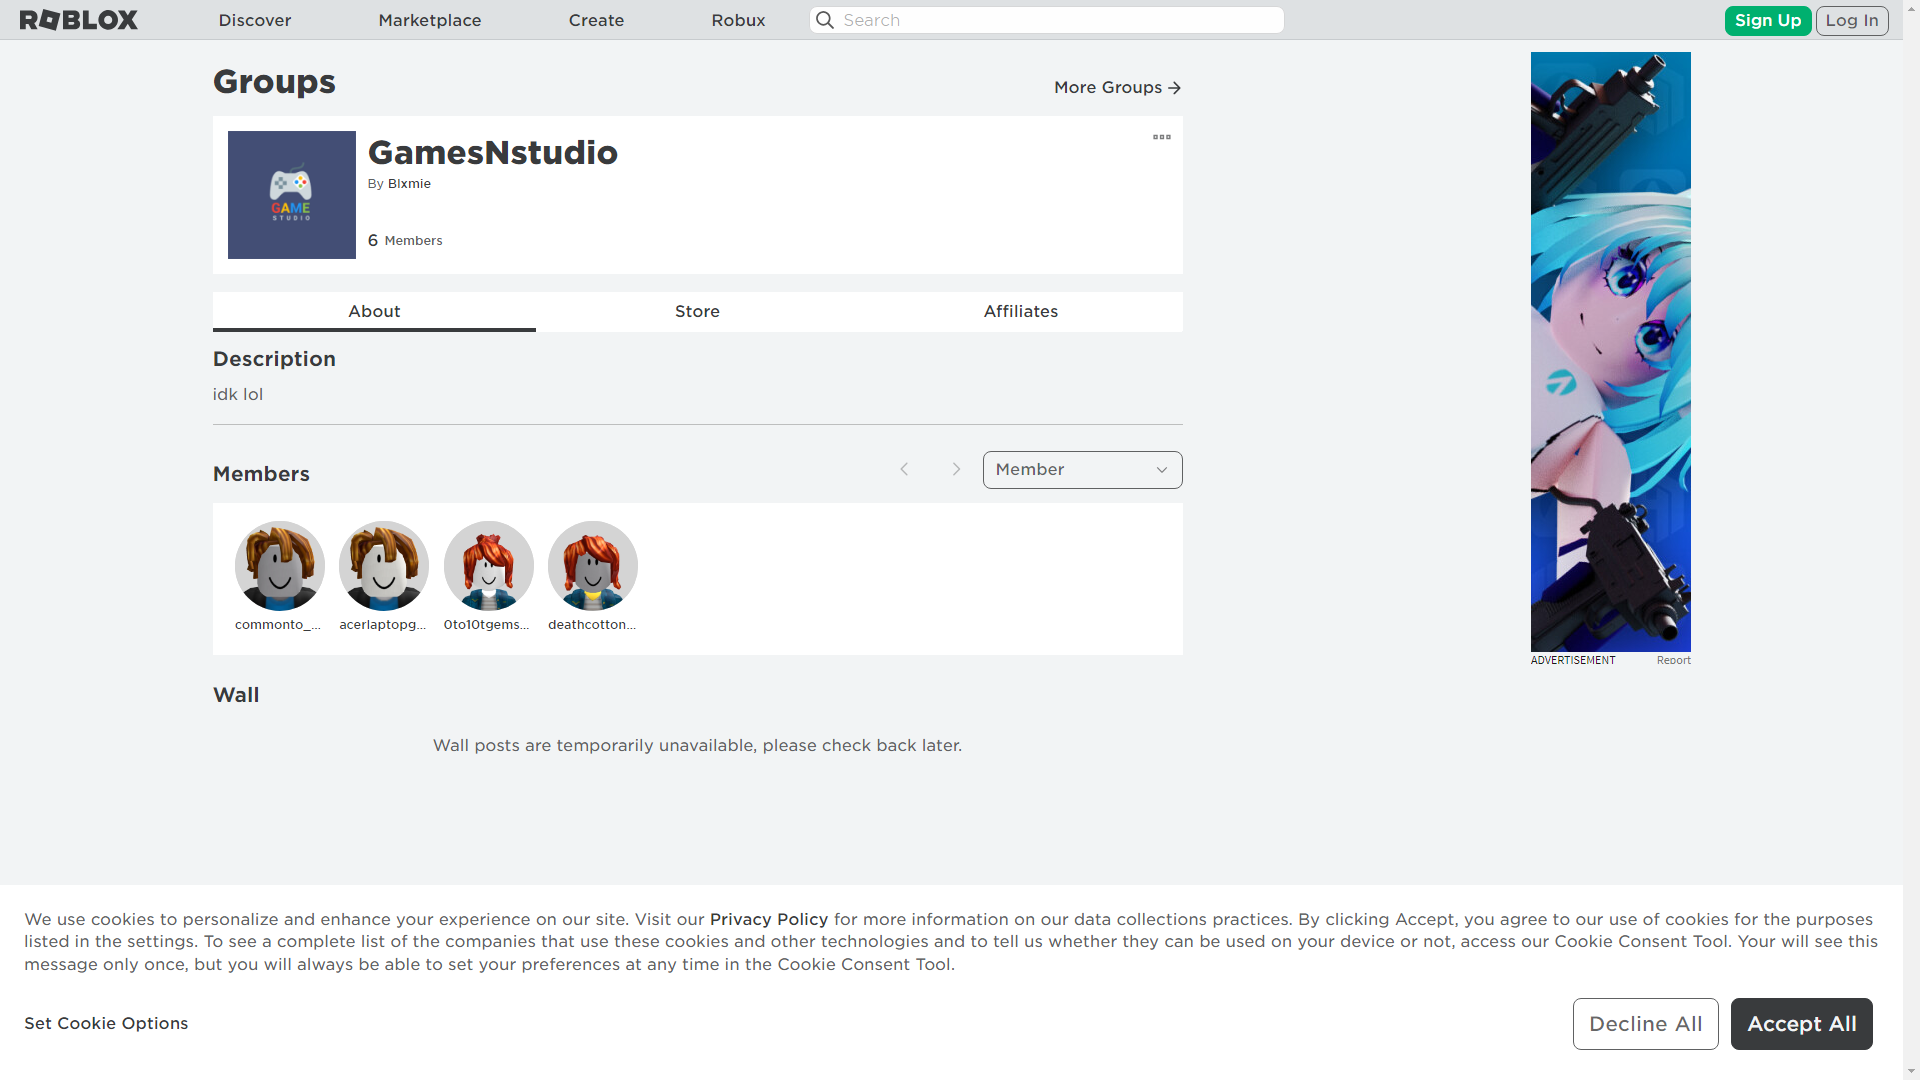 ROBLOX
Discover
Marketplace
Create
Robux
Search
Sign Up
Log In
Groups
More Groups
GAME
STUDIO
GamesNstudio
By Blxmie
6 Members
About
Store
Affiliates
Description
idk lol
Members
Member
commonto_...
acerlaptopg...
0to10tgems...
deathcotton...
ADVERTISEMENT
Report
Wall
Wall posts are temporarily unavailable, please check back later.
We use cookies to personalize and enhance your experience on our site. Visit our Privacy Policy for more information on our data collections practices. By clicking Accept, you agree to our use of cookies for the purposes
listed in the settings. To see a complete list of the companies that use these cookies and other technologies and to tell us whether they can be used on your device or not, access our Cookie Consent Tool. Your will see this
message only once, but you will always be able to set your preferences at any time in the Cookie Consent Tool.
Set Cookie Options
Decline All
Accept All